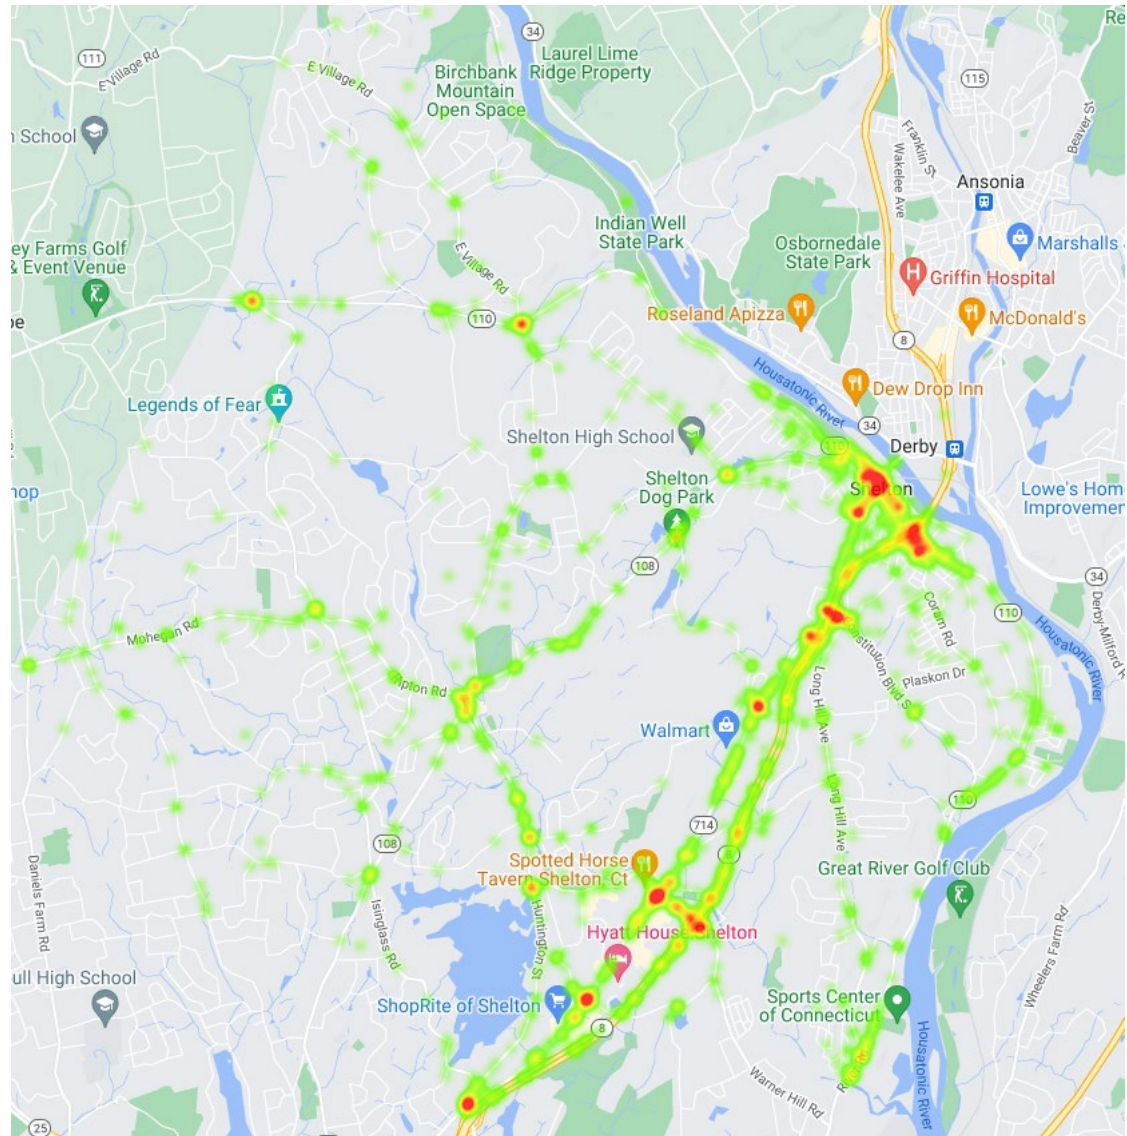 34
111
E Village Rd
E Village Rd
Birchbank
Mountain
Open Space
Laurel Lime
Ridge Property
115
Re
Franklin St
Wakelee Ave
Beaver St
School
Ansonia
Marshalls
Indian Well
State Park
Osbornedale
State Park
Griffin Hospital
ey Farms Golf
& Event Venue
E Village Rd
110
Roseland Apizza
McDonald's
8
Housatonic River
Dew Drop Inn
Legends of Fear
34
Shelton High School
110
Derby
Shelton
Dog Park
Shelton
Lowe's Hom
Improvemen
hop
108
34
Derby-Milford R
110
Coram Rd
Housatonic River
Mohegan Rd
Constitution Blvd S
Plaskon Dr
Long Hill Ave
Walmart
Long Hill Ave
110
714
8
108
Spotted Horse
Tavern Shelton, Ct
Great River Golf Club
Daniels Farm Rd
Isinglass Rd
Huntington St
Hyatt House Shelton
Wheelers Farm Rd
ull High School
ShopRite of Shelton
Sports Center
of Connecticut
8
Housatonic River
Warner Hill Rd
25